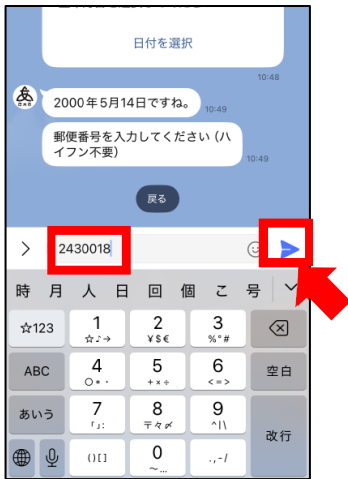 日付を選択
10:48
2000年5月14日ですね。
10:49
郵便番号を入力してください（ハ
イフン不要）
10:49
戻る
2430018
時 月 人 日 回 個 こ 号
☆123 1 2 3
☆♪→ ¥$€ %°#
ABC 4 5 6 空白
○*・ +×÷ <=>
あいう 7 8 9 改行
「」: 〒々〆 ^|\
()[] 0 .,-/
～…